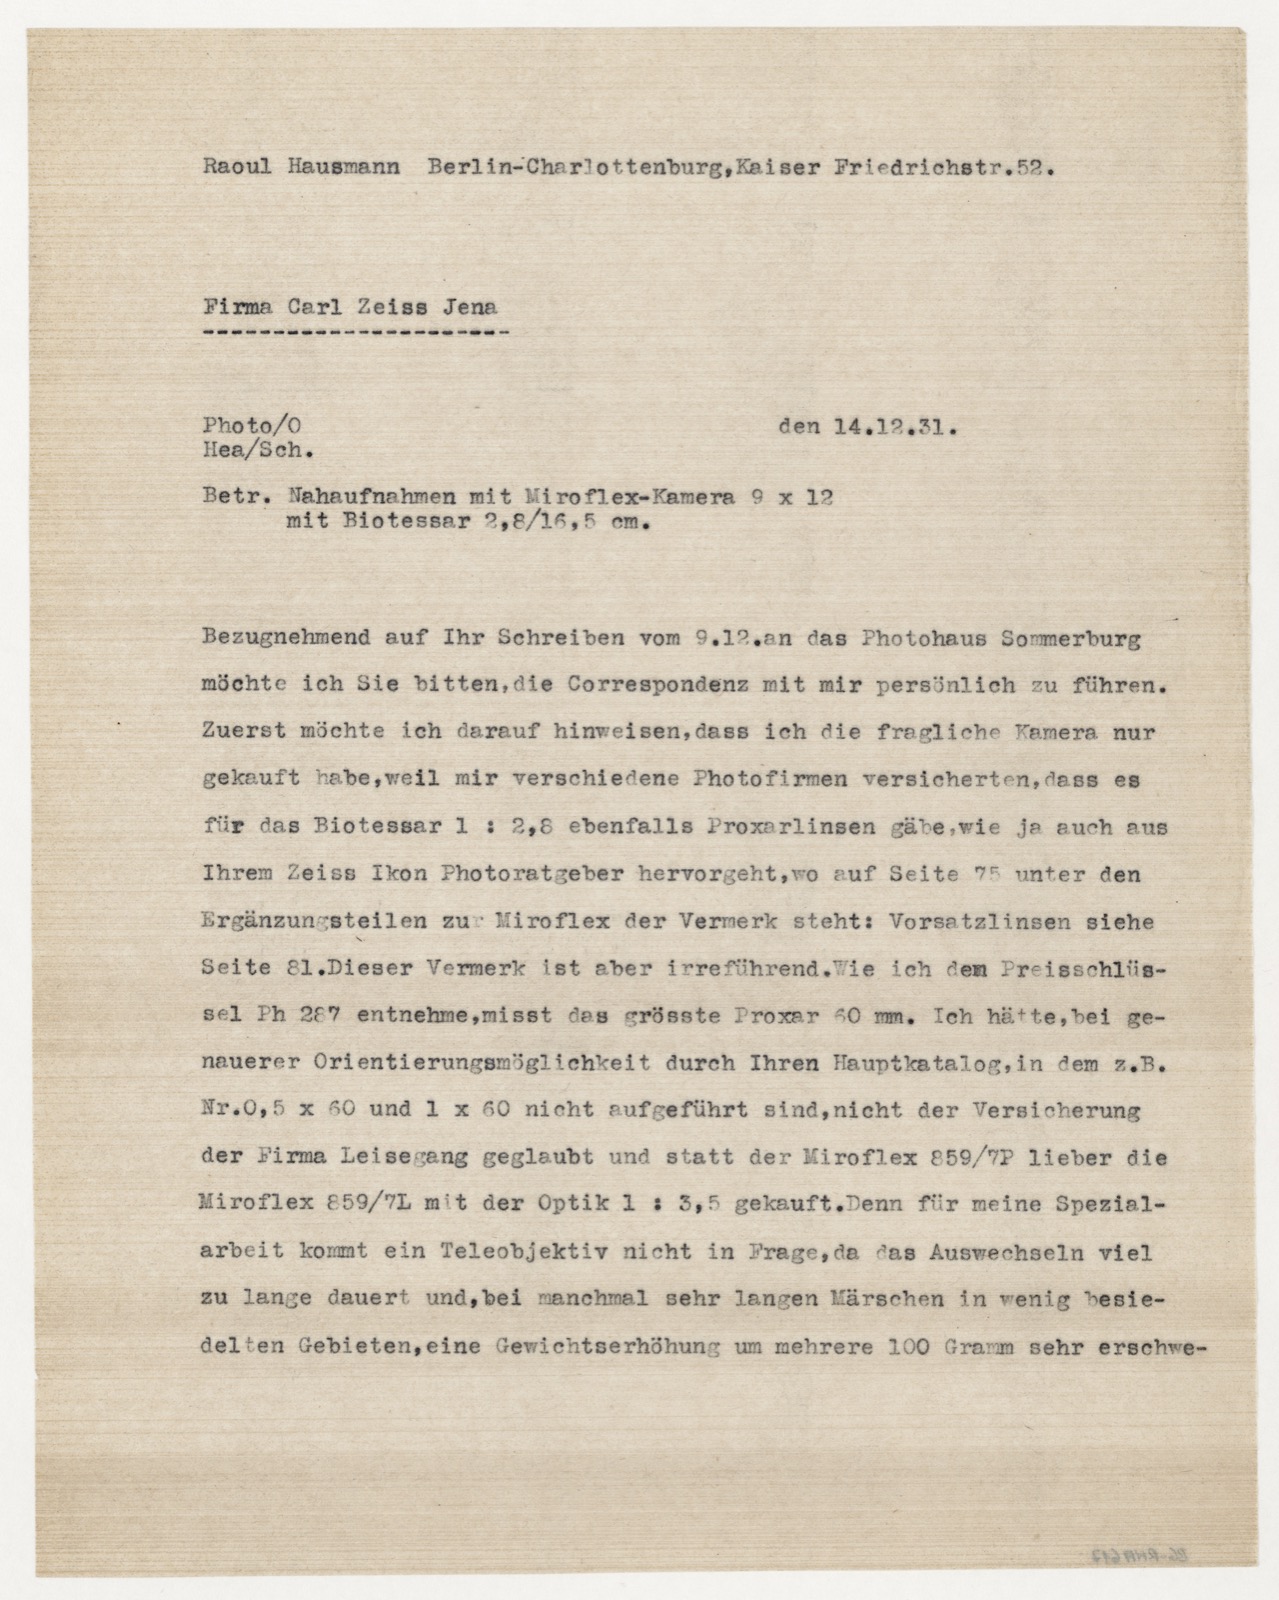 Raoul Hausmann  Berlin-Charlottenburg,Kaiser Friedrichstr.52.
Firma Carl Zeiss Jena
----------------------
Photo/O                                  den 14.12.31.
Hea/Sch.
Betr. Nahaufnahmen mit Miroflex-Kamera 9 x 12
mit Biotessar 2,8/16,5 cm.
Bezugnehmend auf Ihr Schreiben vom 9.12.an das Photohaus Sommerburg
möchte ich Sie bitten,die Correspondenz mit mir persönlich zu führen.
Zuerst möchte ich darauf hinweisen,dass ich die fragliche Kamera nur
gekauft habe,weil mir verschiedene Photofirmen versicherten,dass es
für das Biotessar 1 : 2,8 ebenfalls Proxarlinsen gäbe,wie ja auch aus
Ihrem Zeiss Ikon Photoratgeber hervorgeht,wo auf Seite 75 unter den
Ergänzungsteilen zur Miroflex der Vermerk steht: Vorsatzlinsen siehe
Seite 81.Dieser Vermerk ist aber irreführend.Wie ich dem Preisschlüs-
sel Ph 287 entnehme,misst das grösste Proxar 60 mm. Ich hätte,bei ge-
nauerer Orientierungsmöglichkeit durch Ihren Hauptkatalog,in dem z.B.
Nr.0,5 x 60 und 1 x 60 nicht aufgeführt sind,nicht der Versicherung
der Firma Leisegang geglaubt und statt der Miroflex 859/7P lieber die
Miroflex 859/7L mit der Optik 1 : 3,5 gekauft.Denn für meine Spezial-
arbeit kommt ein Teleobjektiv nicht in Frage,da das Auswechseln viel
zu lange dauert und,bei manchmal sehr langen Märschen in wenig besie-
delten Gebieten,eine Gewichtserhöhung um mehrere 100 Gramm sehr erschwe-